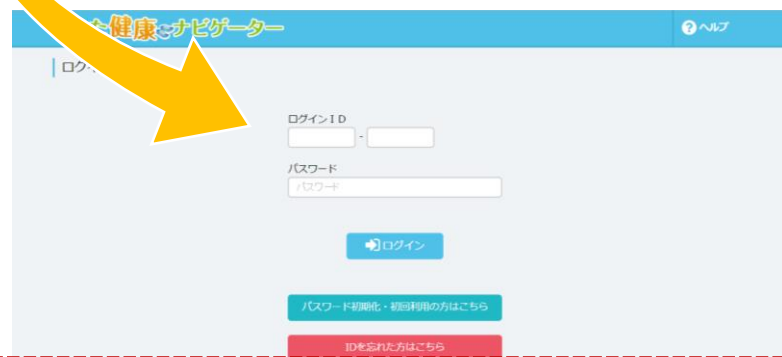 た健康eナビゲーター
ヘルプ
ログイ
ログインID
-
パスワード
パスワード
ログイン
パスワード初期化・初回利用の方はこちら
IDを忘れた方はこちら